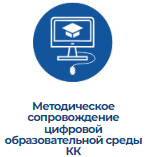 Методическое
сопровождение
цифровой
образовательной среды
КК